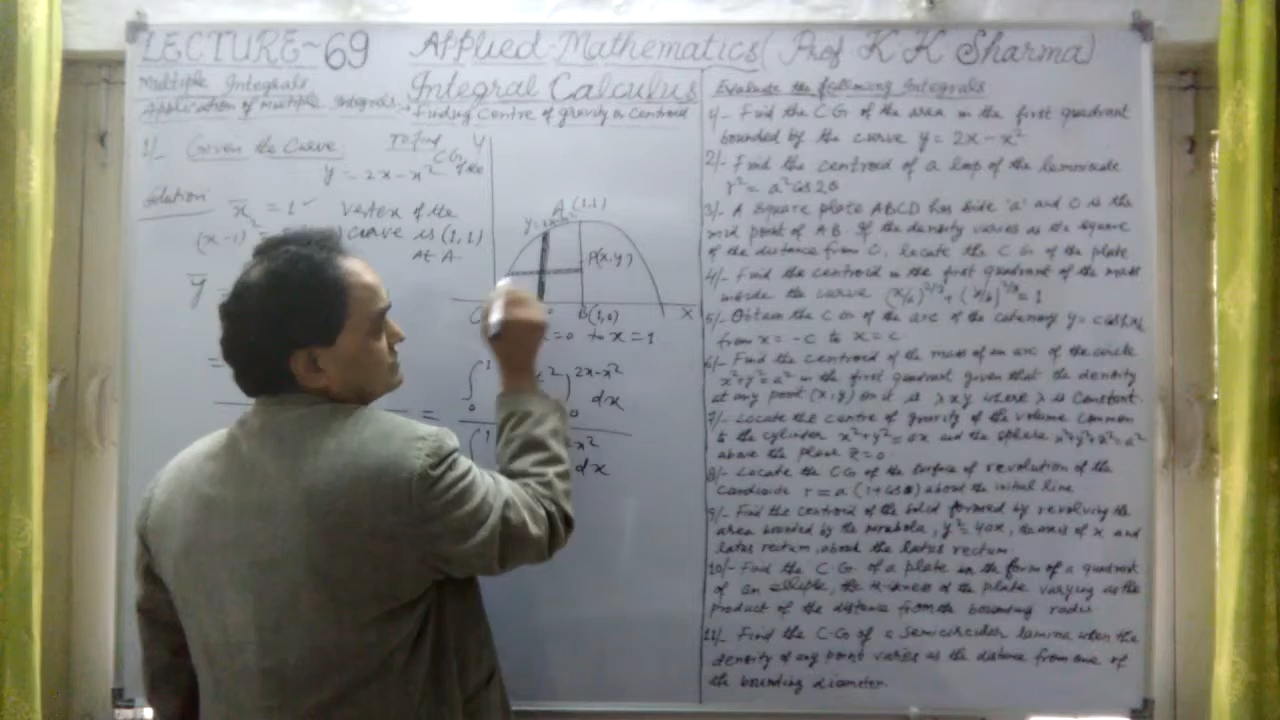 LECTURE-69 Applied-Mathematics( Prof K K Sharma)
Multiple Integrals
Integral Calculus
Application of multiple Integrals
Finding centre of gravity or centroid
1/- Given the Curve
To find
C G of the
y = 2x - x²
Solution
x̄ = 1
vertex of the
curve is (1, 1)
At A
(x-1)²
ȳ =
=
Y
A (1,1)
P(x,y)
B(1,0)
X
x=0 to x=1
2x-x²
dx
=
dx
Evaluate the following Integrals
1/- Find the C G of the area in the first quadrant
bounded by the curve y = 2x - x²
2/- Find the centroid of a loop of the lemniscate
r² = a² cos 2θ
3/- A square plate ABCD has side 'a' and O is the
mid point of AB. If the density varies as the square
of the distance from O, locate the C G of the plate
4/- Find the centroid in the first quadrant of the mass
inside the curve (x/a)^2/3 + (y/b)^2/3 = 1
5/- Obtain the C G of the arc of the catenary y = c cosh x/c
from x = -c to x = c
6/- Find the centroid of the mass of an arc of the circle
x²+y² = a² in the first quadrant given that the density
at any point (x, y) on it is λxy where λ is constant
7/- Locate the centre of gravity of the volume common
to the cylinder x²+y² = ax and the sphere x²+y²+z² = a²
above the plane z=0
8/- Locate the CG of the surface of revolution of the
cardioide r = a (1+cosθ) about the initial line
9/- Find the centroid of the solid formed by revolving the
area bounded by the parabola, y² = 4ax, the axis of x and
latus rectum, about the latus rectum.
10/- Find the C.G. of a plate in the form of a quadrant
of an ellipse, the thickness of the plate varying as the
product of the distance from the bounding radii
11/- Find the C.G of a semicircular lamina when the
density of any point varies as the distance from one of
the bounding diameter.